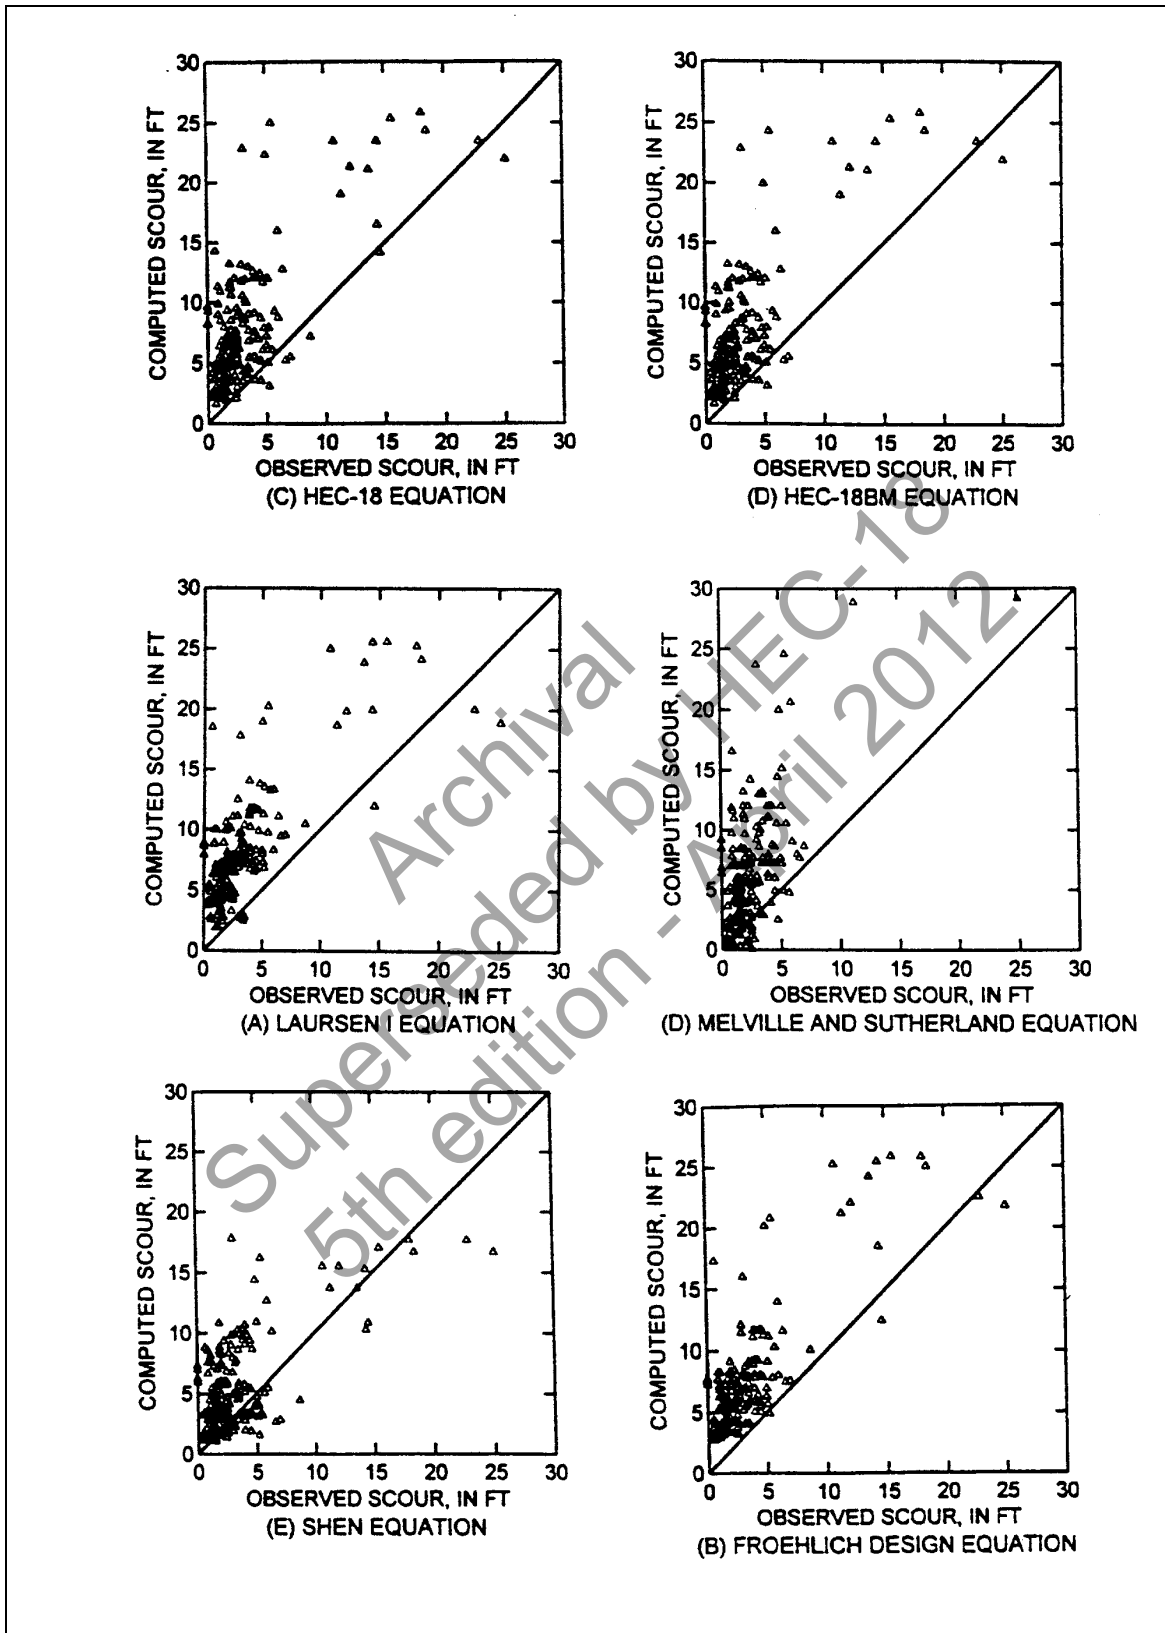 30
25
20
15
10
5
0
COMPUTED SCOUR, IN FT
0 5 10 15 20 25 30
OBSERVED SCOUR, IN FT
(C) HEC-18 EQUATION
30
25
20
15
10
5
0
COMPUTED SCOUR, IN FT
0 5 10 15 20 25 30
OBSERVED SCOUR, IN FT
(D) HEC-18BM EQUATION
30
25
20
15
10
5
0
COMPUTED SCOUR, IN FT
0 5 10 15 20 25 30
OBSERVED SCOUR, IN FT
(A) LAURSEN I EQUATION
30
25
20
15
10
5
0
COMPUTED SCOUR, IN FT
0 5 10 15 20 25 30
OBSERVED SCOUR, IN FT
(D) MELVILLE AND SUTHERLAND EQUATION
30
25
20
15
10
5
0
COMPUTED SCOUR, IN FT
0 5 10 15 20 25 30
OBSERVED SCOUR, IN FT
(E) SHEN EQUATION
30
25
20
15
10
5
0
COMPUTED SCOUR, IN FT
0 5 10 15 20 25 30
OBSERVED SCOUR, IN FT
(B) FROEHLICH DESIGN EQUATION
Archival
Superseded by HEC-18
5th edition - April 2012